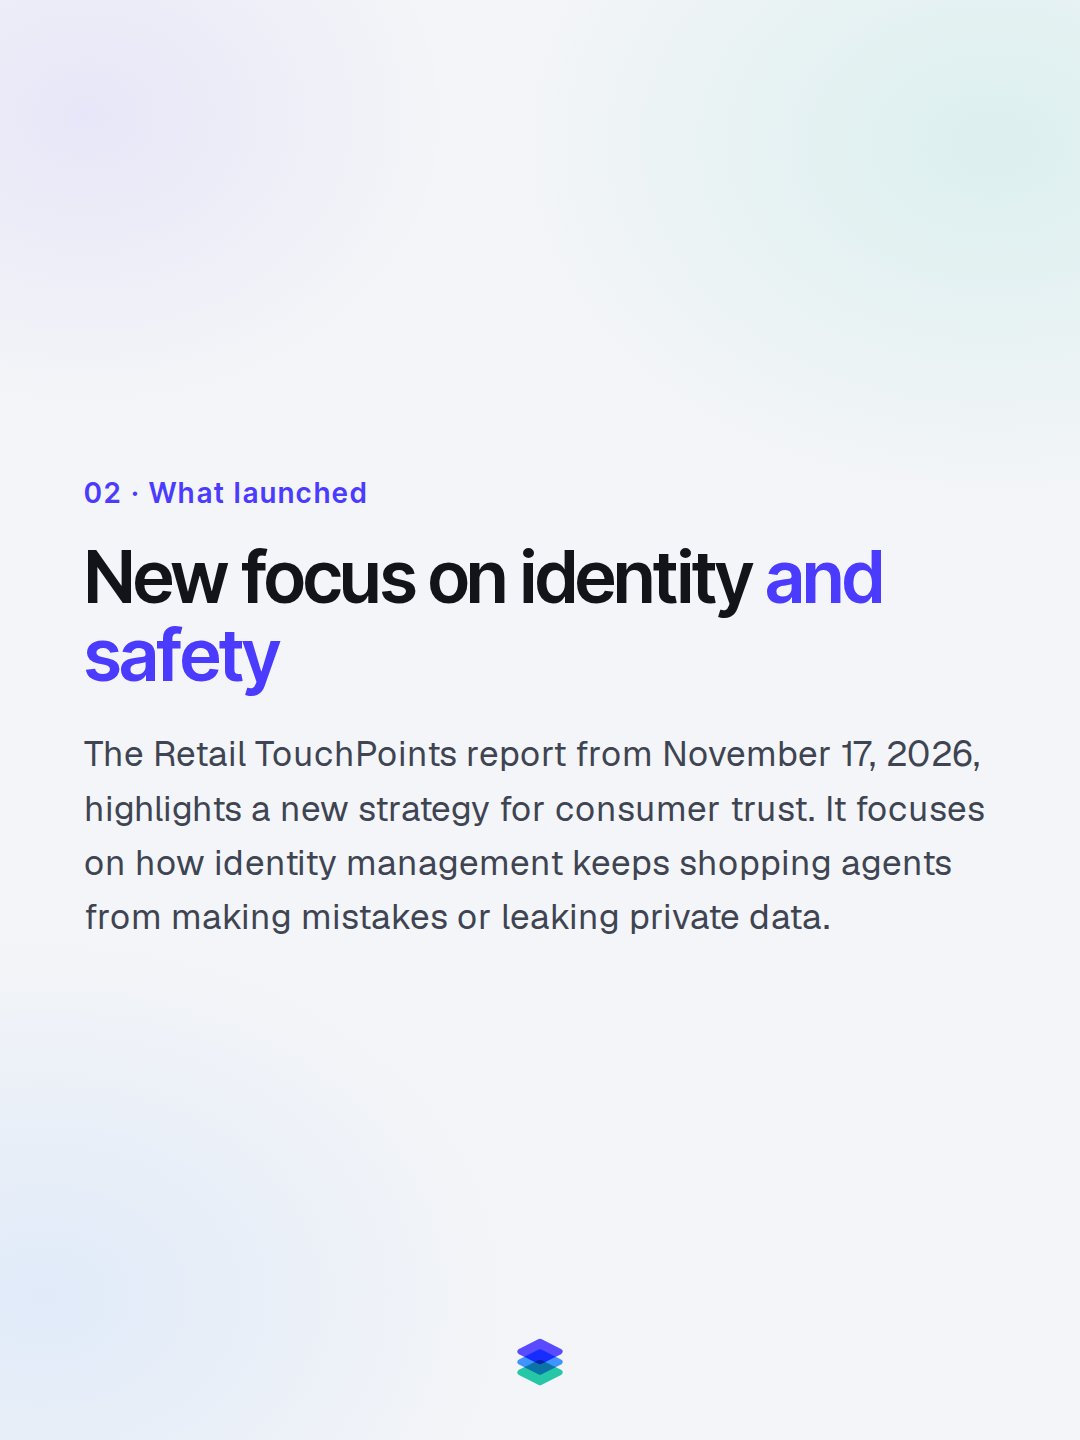 02 · What launched
New focus on identity and
safety
The Retail TouchPoints report from November 17, 2026,
highlights a new strategy for consumer trust. It focuses
on how identity management keeps shopping agents
from making mistakes or leaking private data.